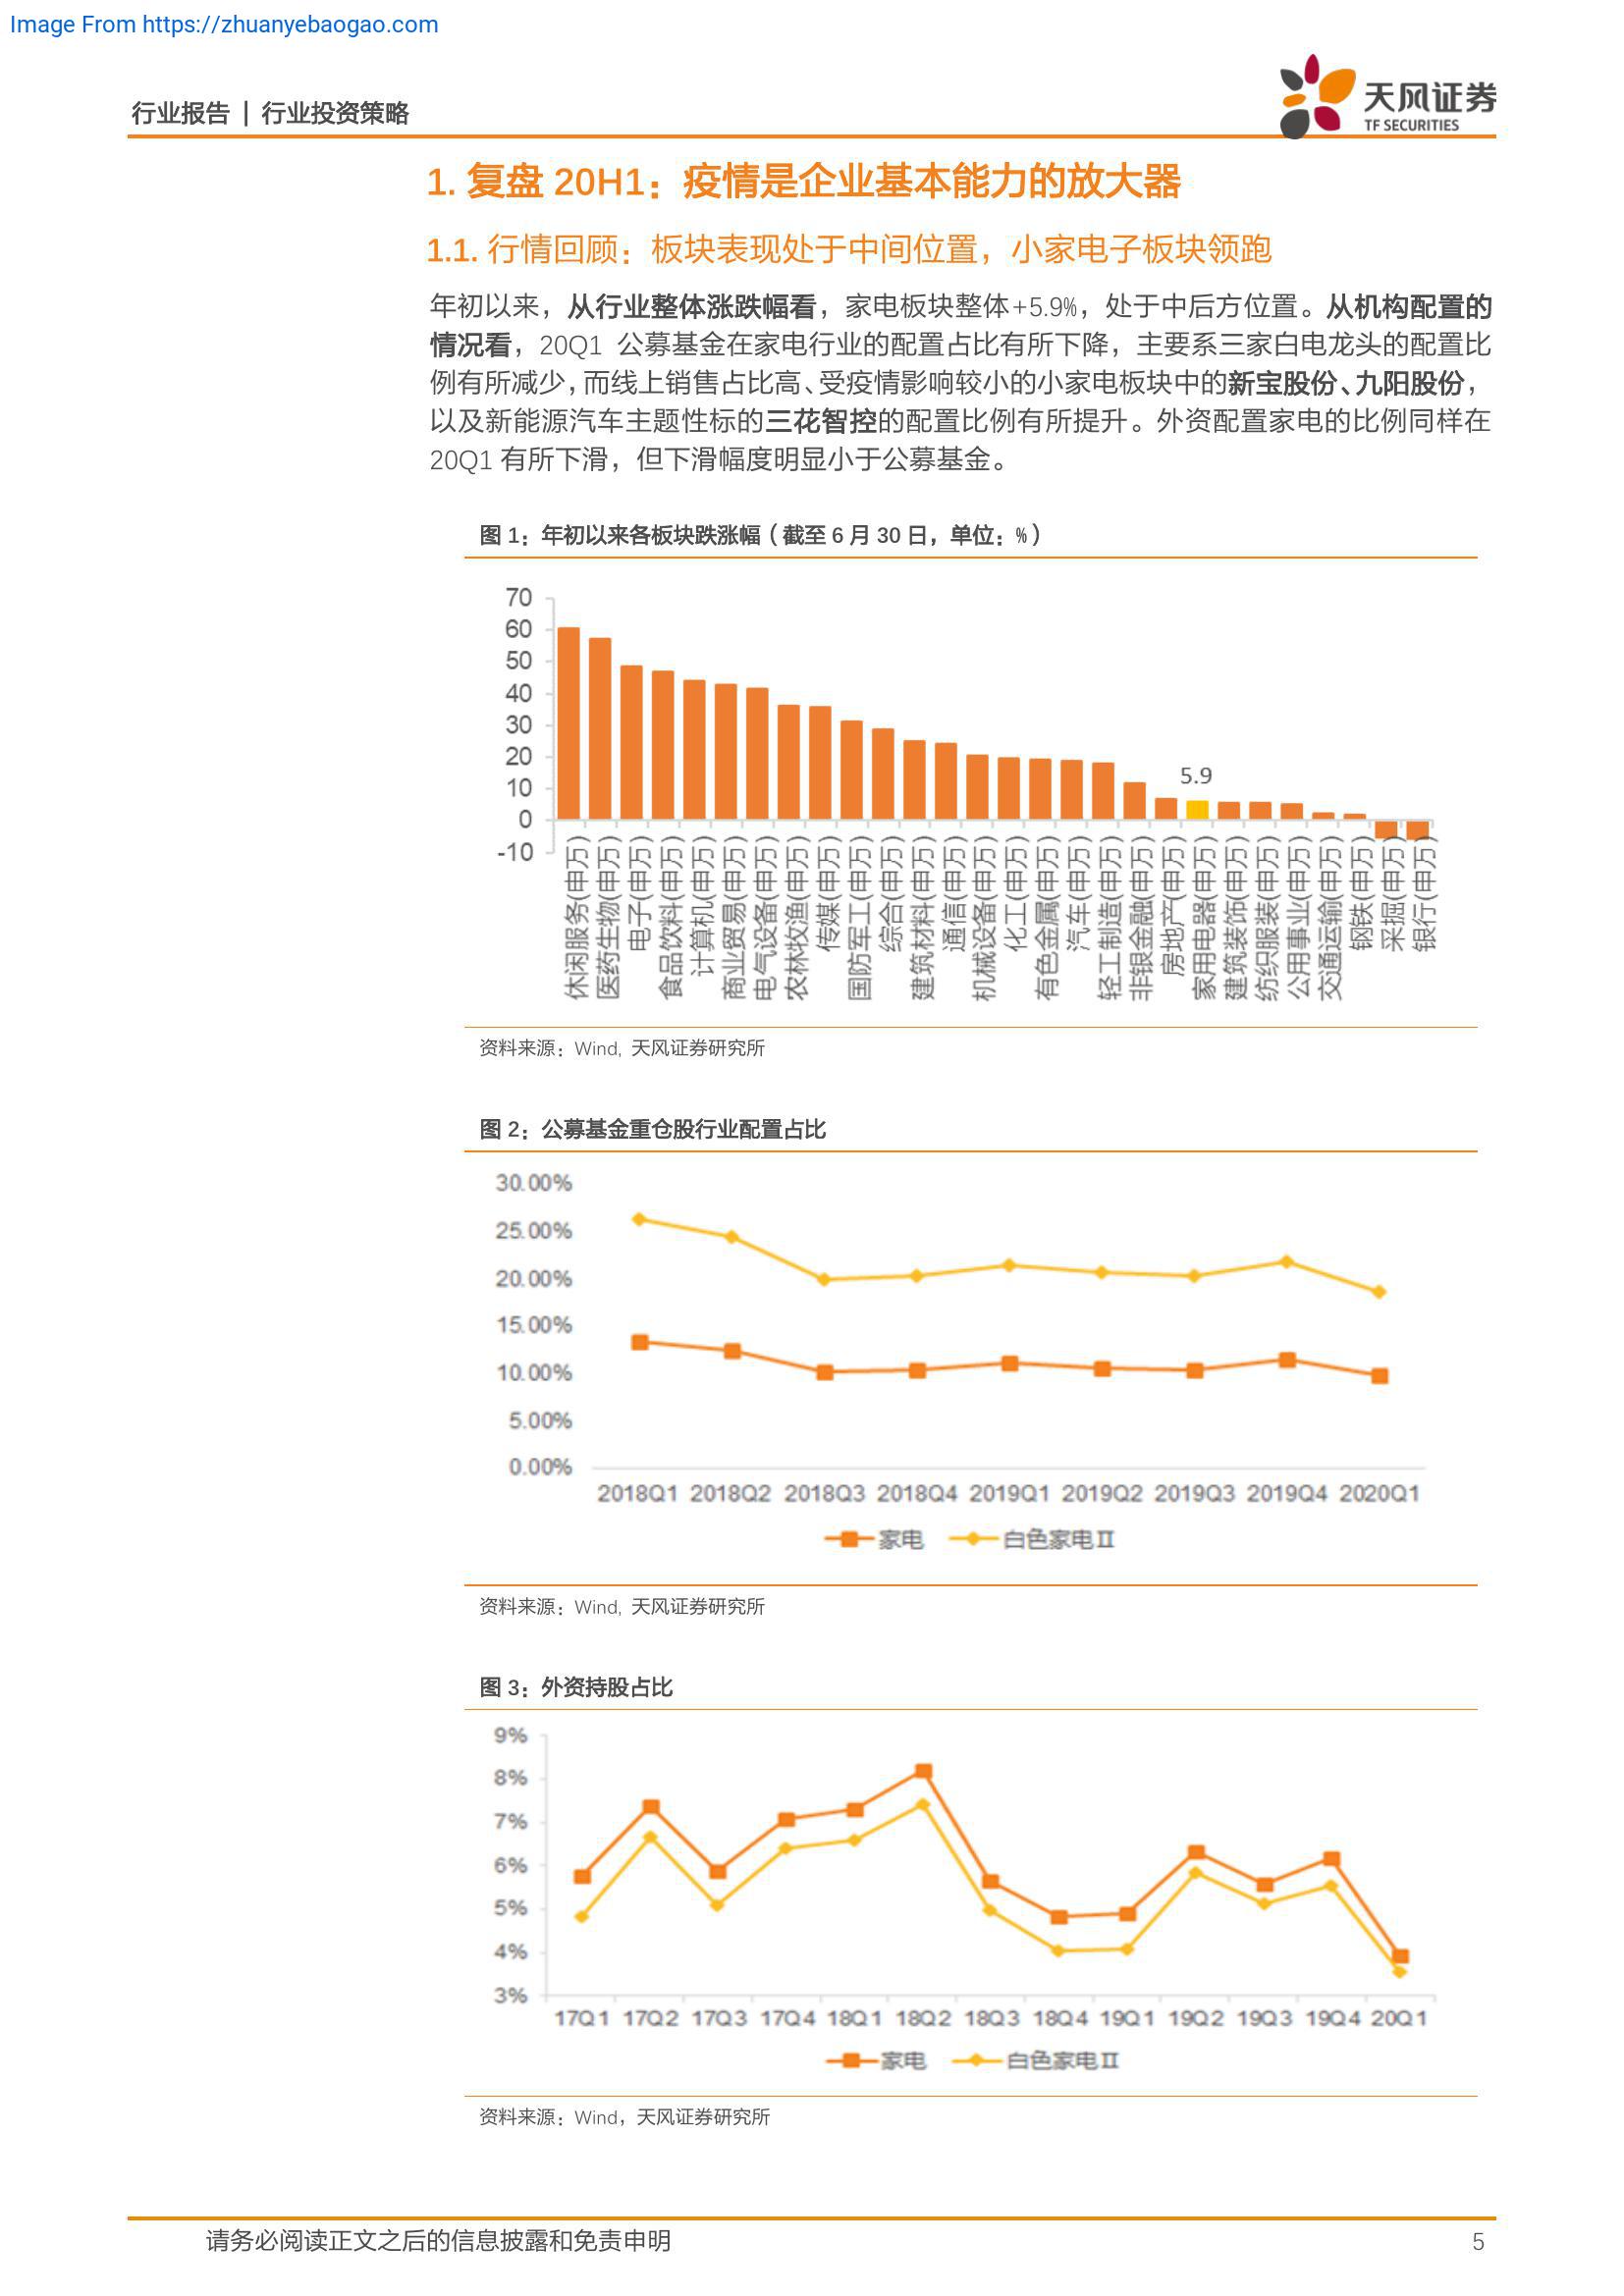 Image From https://zhuanyebaogao.com
行业报告 | 行业投资策略
天风证券
TF SECURITIES
1. 复盘 20H1：疫情是企业基本能力的放大器
1.1. 行情回顾：板块表现处于中间位置，小家电子板块领跑
年初以来，从行业整体涨跌幅看，家电板块整体+5.9%，处于中后方位置。从机构配置的
情况看，20Q1 公募基金在家电行业的配置占比有所下降，主要系三家白电龙头的配置比
例有所减少，而线上销售占比高、受疫情影响较小的小家电板块中的新宝股份、九阳股份，
以及新能源汽车主题性标的三花智控的配置比例有所提升。外资配置家电的比例同样在
20Q1 有所下滑，但下滑幅度明显小于公募基金。
图 1：年初以来各板块跌涨幅（截至 6 月 30 日，单位：%）
70
60
50
40
30
20
10
0
-10
5.9
休闲服务(申万)
医药生物(申万)
电子(申万)
食品饮料(申万)
计算机(申万)
商业贸易(申万)
电气设备(申万)
农林牧渔(申万)
传媒(申万)
国防军工(申万)
综合(申万)
建筑材料(申万)
通信(申万)
机械设备(申万)
化工(申万)
有色金属(申万)
汽车(申万)
轻工制造(申万)
非银金融(申万)
房地产(申万)
家用电器(申万)
建筑装饰(申万)
纺织服装(申万)
公用事业(申万)
交通运输(申万)
钢铁(申万)
采掘(申万)
银行(申万)
资料来源：Wind, 天风证券研究所
图 2：公募基金重仓股行业配置占比
30.00%
25.00%
20.00%
15.00%
10.00%
5.00%
0.00%
2018Q1 2018Q2 2018Q3 2018Q4 2019Q1 2019Q2 2019Q3 2019Q4 2020Q1
家电 白色家电Ⅱ
资料来源：Wind, 天风证券研究所
图 3：外资持股占比
9%
8%
7%
6%
5%
4%
3%
17Q1 17Q2 17Q3 17Q4 18Q1 18Q2 18Q3 18Q4 19Q1 19Q2 19Q3 19Q4 20Q1
家电 白色家电Ⅱ
资料来源：Wind，天风证券研究所
请务必阅读正文之后的信息披露和免责申明
5